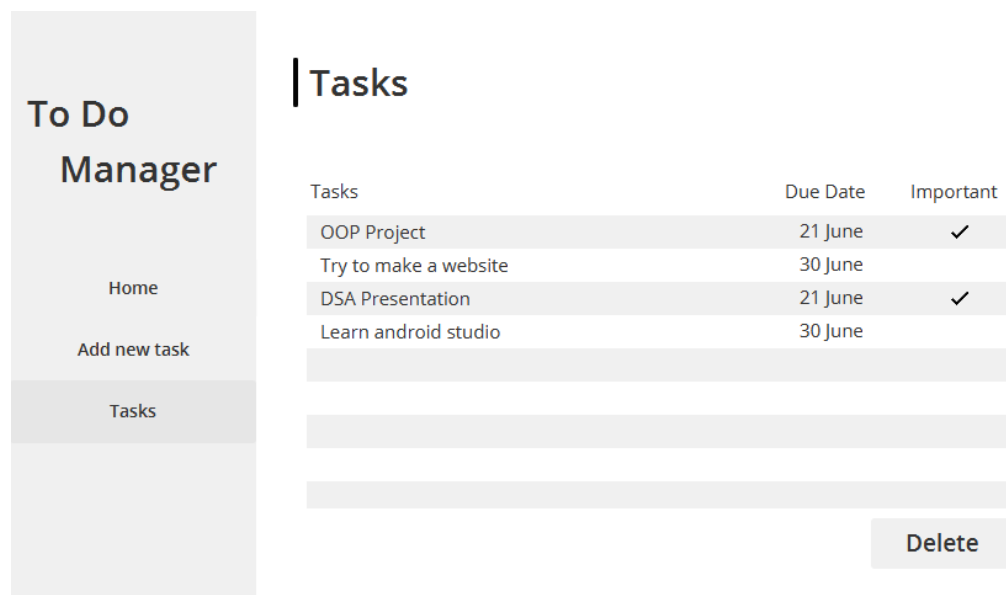 To Do
Manager
Home
Add new task
Tasks
Tasks
Tasks Due Date Important
OOP Project 21 June ✓
Try to make a website 30 June
DSA Presentation 21 June ✓
Learn android studio 30 June
Delete